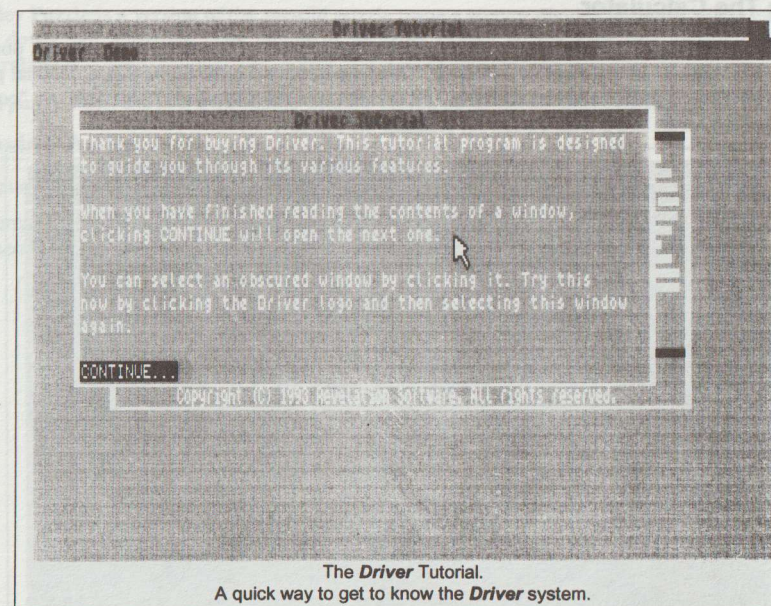 Driver Tutorial
Driver Demo
Driver Tutorial
Thank you for buying Driver. This tutorial program is designed
to guide you through its various features.
When you have finished reading the contents of a window,
clicking CONTINUE will open the next one.
You can select an obscured window by clicking it. Try this
now by clicking the Driver logo and then selecting this window
again.
CONTINUE...
Copyright (C) 1990 Revelation Software. All rights reserved.
The Driver Tutorial.
A quick way to get to know the Driver system.